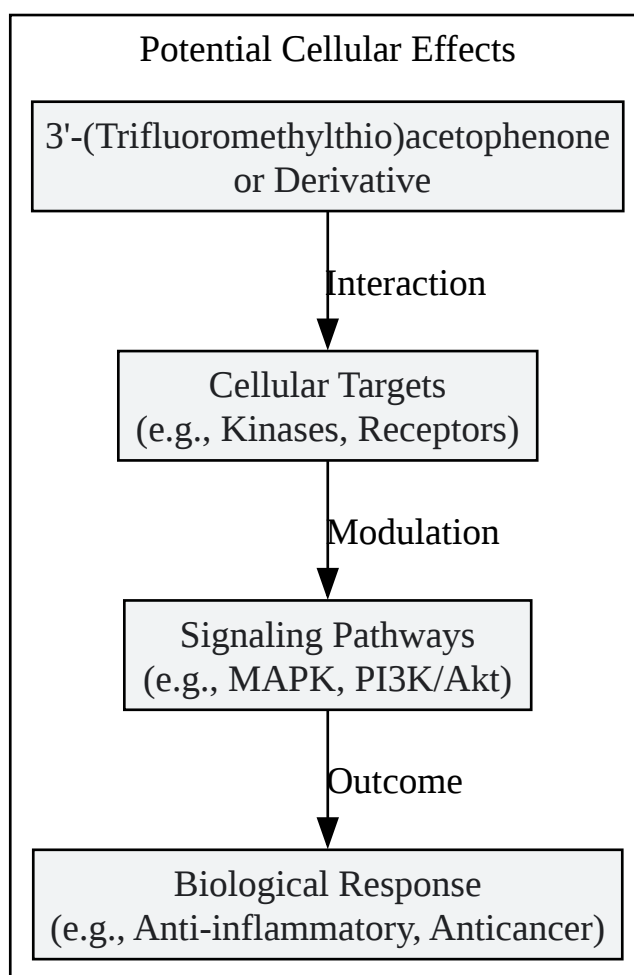 Potential Cellular Effects
3'-(Trifluoromethylthio)acetophenone
or Derivative
Interaction
Cellular Targets
(e.g., Kinases, Receptors)
Modulation
Signaling Pathways
(e.g., MAPK, PI3K/Akt)
Outcome
Biological Response
(e.g., Anti-inflammatory, Anticancer)